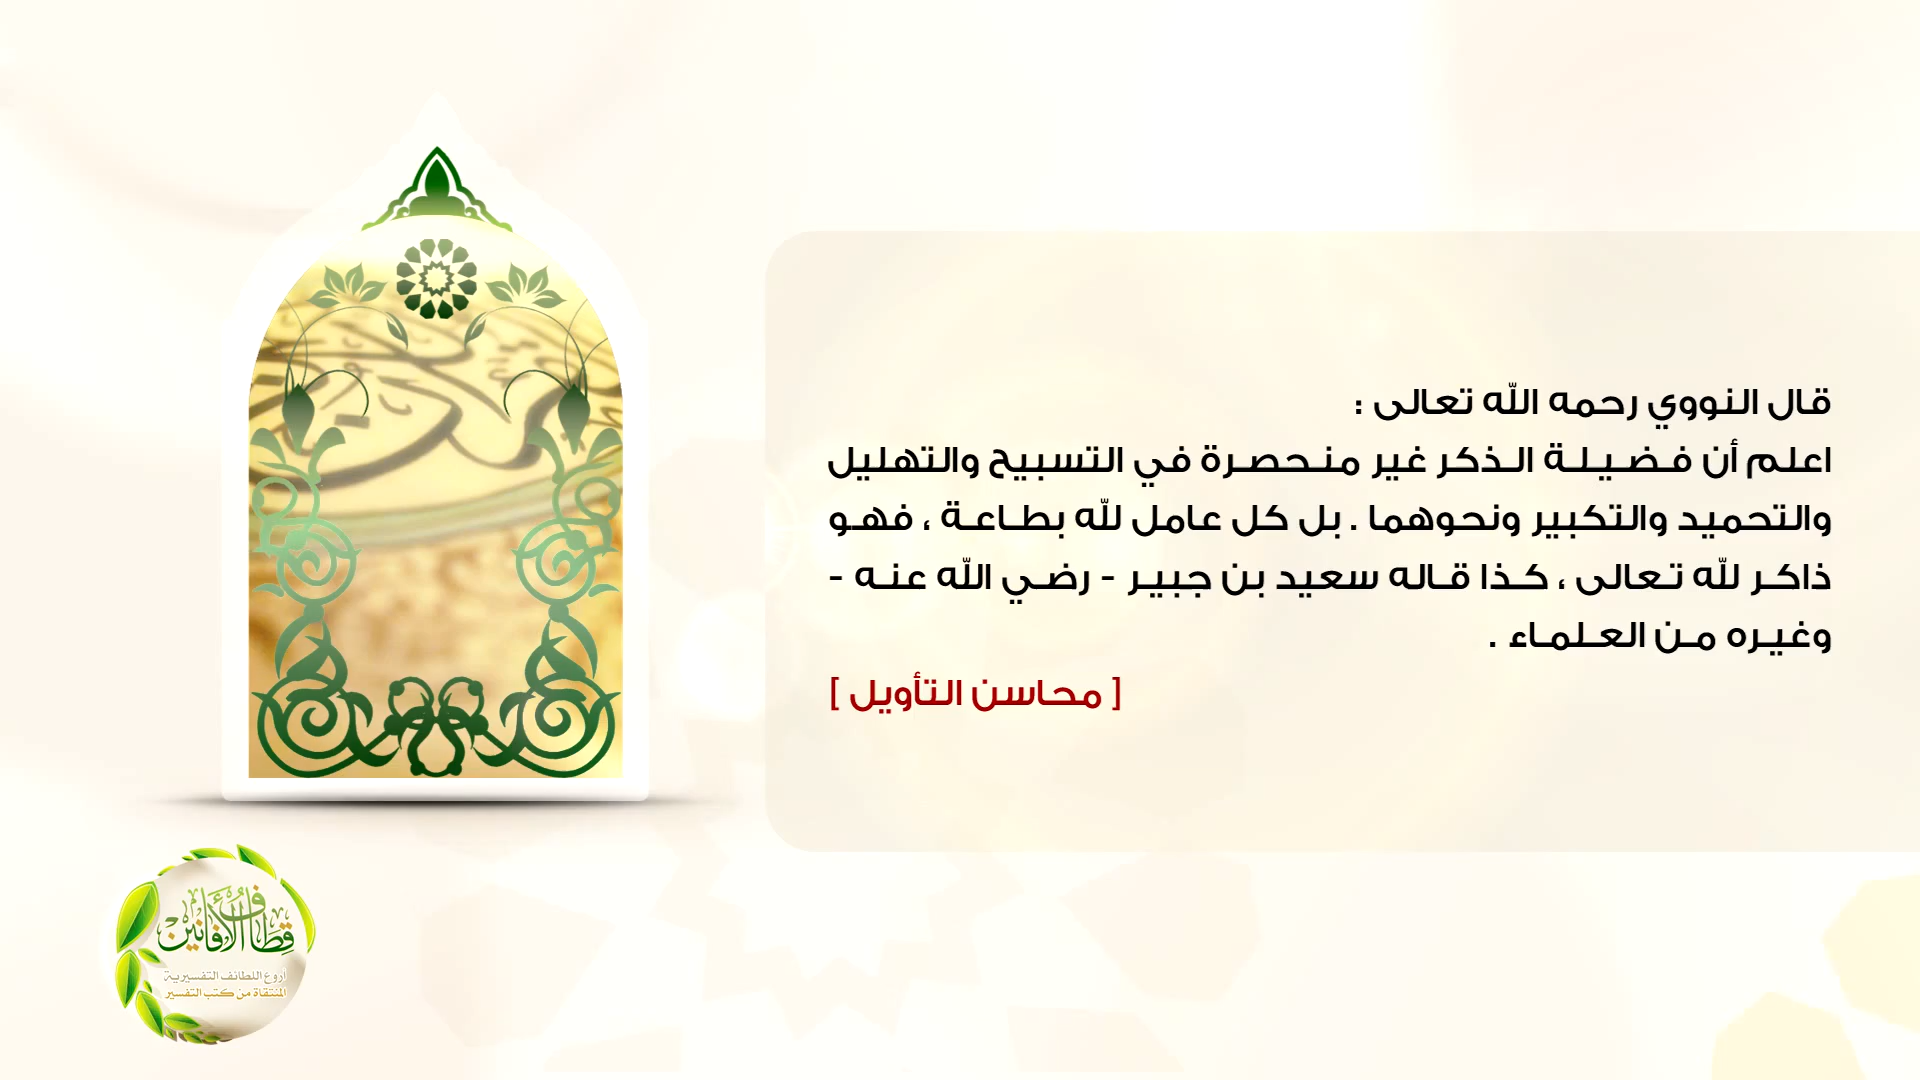 قال النووي رحمه الله تعالى :
اعلم أن فضيلة الذكر غير منحصرة في التسبيح والتهليل
والتحميد والتكبير ونحوهما . بل كل عامل لله بطاعة ، فهو
ذاكر لله تعالى ، كذا قاله سعيد بن جبير - رضي الله عنه -
وغيره من العلماء .
[ محاسن التأويل ]
قطائف الأفانين
أروع اللطائف التفسيرية
المنتقاة من كتب التفسير